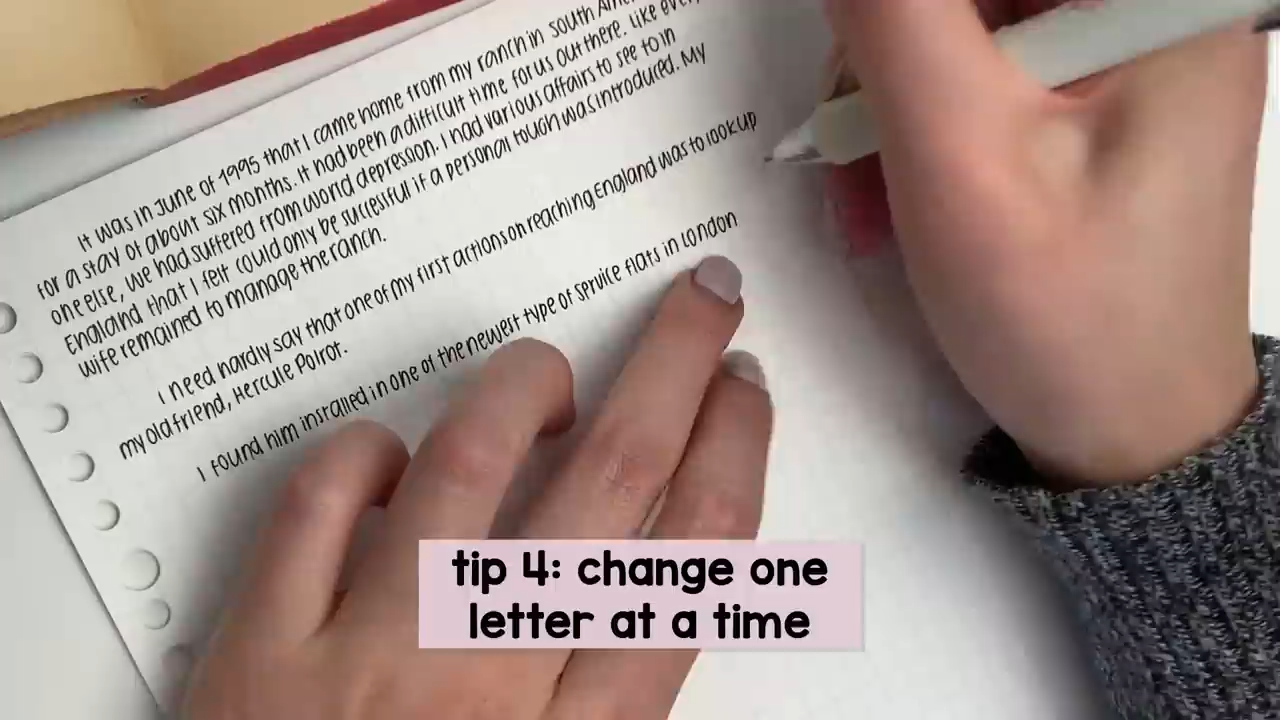 It was in June of 1995 that I came home from my ranch in south
for a stay of about six months. It had been a difficult time for us out there. Like
one else, we had suffered from world depression. I had various affairs to see to in
England that I felt could only be successful if a personal tough was introduced. My
wife remained to manage the ranch.
I need hardly say that one of my first actions on reaching England was to look up
my old friend, Hercule Poirot.
I found him installed in one of the newest type of service flats in London
tip 4: change one
letter at a time